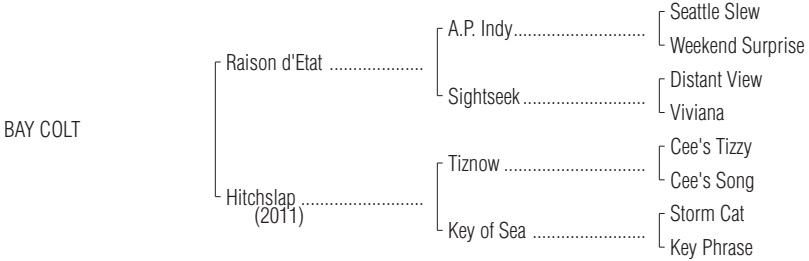 Seattle Slew
A.P. Indy..............................
Weekend Surprise
Raison d'Etat .....................
Distant View
Sightseek............................
Viviana
BAY COLT
Cee's Tizzy
Tiznow ................................
Cee's Song
Hitchslap ............................
(2011)
Storm Cat
Key of Sea .........................
Key Phrase